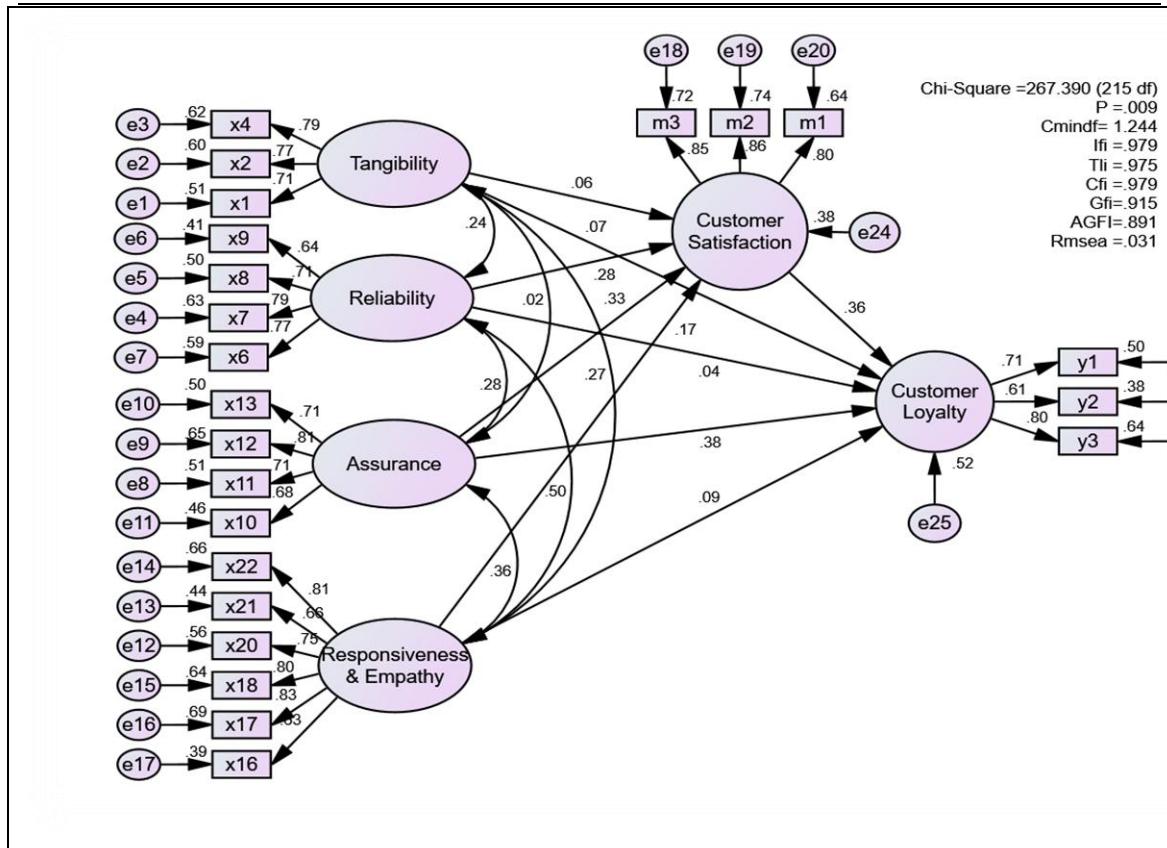 e18 e19 e20
.72 .74 .64
m3 m2 m1
.85 .86 .80
Chi-Square =267.390 (215 df)
P =.009
Cmindf= 1.244
Ifi =.979
Tli =.975
Cfi =.979
Gfi=.915
AGFI=.891
Rmsea =.031
e3 .62 x4 .79
e2 .60 x2 .77
e1 .51 x1 .71
Tangibility
e6 .41 x9 .64
e5 .50 x8 .71
e4 .63 x7 .79
e7 .59 x6 .77
Reliability
e10 .50 x13 .71
e9 .65 x12 .81
e8 .51 x11 .71
e11 .46 x10 .68
Assurance
e14 .66 x22 .81
e13 .44 x21 .66
e12 .56 x20 .75
e15 .64 x18 .80
e16 .69 x17 .83
e17 .39 x16 .63
Responsiveness
& Empathy
.24
.02
.28
.27
.50
.36
.06
.07
.28
.33
.17
.04
.38
.09
Customer
Satisfaction
.38 e24
.36
Customer
Loyalty
.52
e25
.71 y1 .50
.61 y2 .38
.80 y3 .64